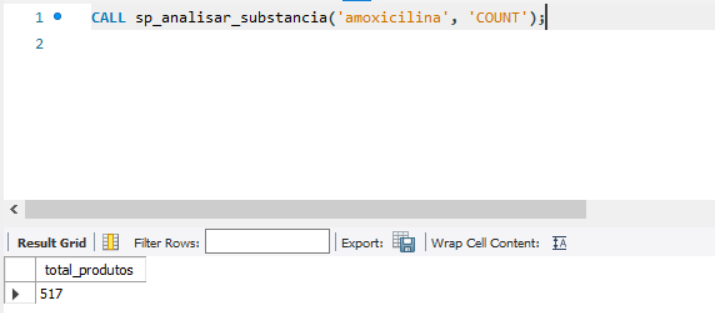 1 CALL sp_analisar_substancia('amoxicilina', 'COUNT');
2
Result Grid Filter Rows: Export: Wrap Cell Content:
total_produtos
517